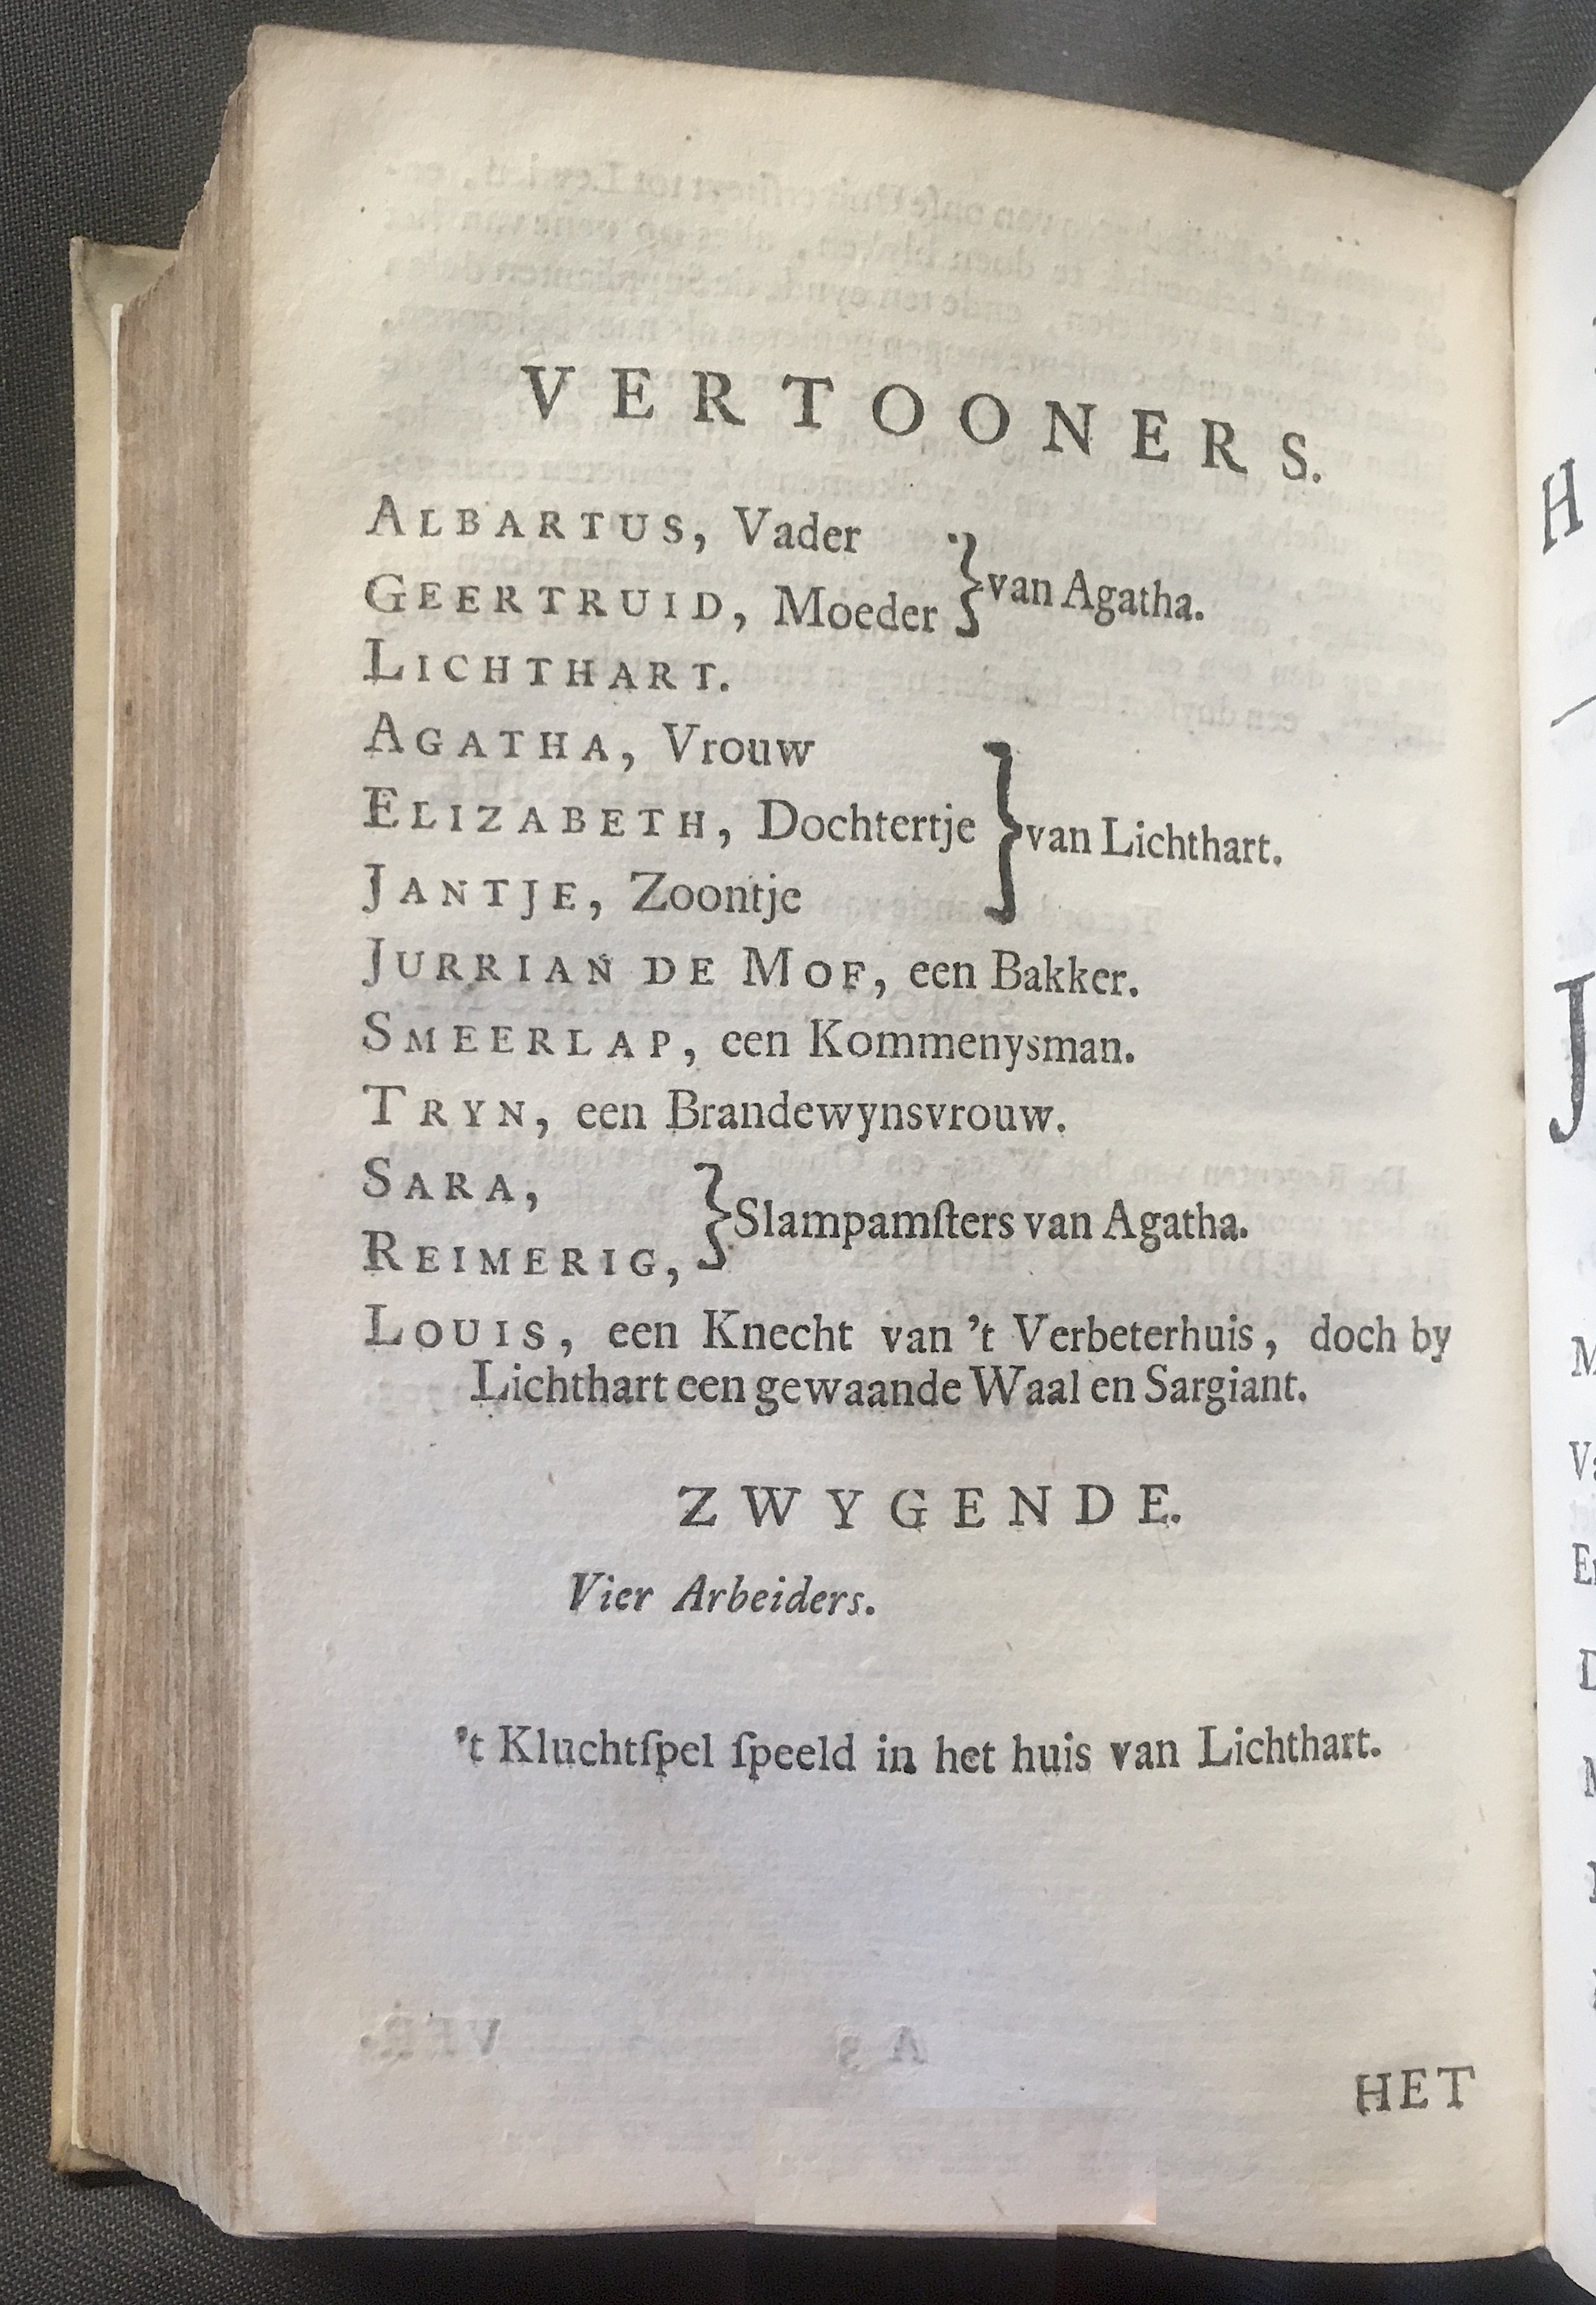 VERTOONERS.
ALBARTUS, Vader
GEERTRUID, Moeder } van Agatha.
LICHTHART.
AGATHA, Vrouw
ELIZABETH, Dochtertje } van Lichthart.
JANTJE, Zoontje
JURRIAN DE MOF, een Bakker.
SMEERLAP, een Kommenysman.
TRYN, een Brandewynsvrouw.
SARA,
REIMERIG, } Slampamſters van Agatha.
LOUIS, een Knecht van 't Verbeterhuis, doch by
Lichthart een gewaande Waal en Sargiant.
ZWYGENDE.
Vier Arbeiders.
't Kluchtſpel ſpeeld in het huis van Lichthart.
HET